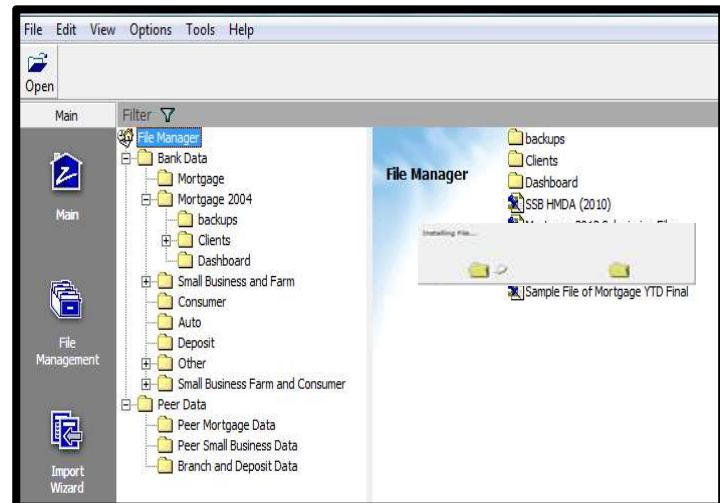 File Edit View Options Tools Help
Open
Main
Filter
Main
File Management
Import Wizard
File Manager
Bank Data
Mortgage
Mortgage 2004
backups
Clients
Dashboard
Small Business and Farm
Consumer
Auto
Deposit
Other
Small Business Farm and Consumer
Peer Data
Peer Mortgage Data
Peer Small Business Data
Branch and Deposit Data
File Manager
backups
Clients
Dashboard
SSB HMDA (2010)
Installing File...
Sample File of Mortgage YTD Final